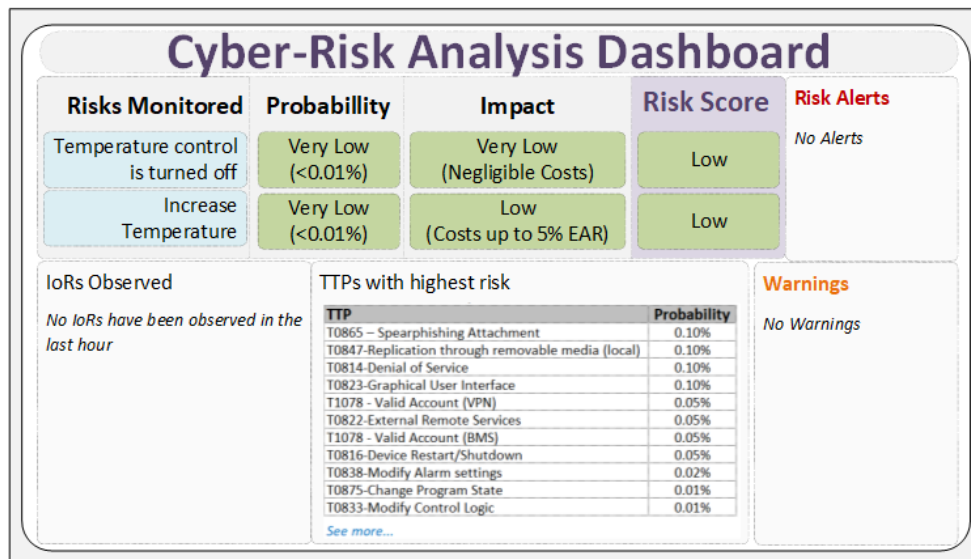 Cyber-Risk Analysis Dashboard
Risks Monitored
Probabillity
Impact
Risk Score
Risk Alerts
Temperature control
is turned off
Very Low
(<0.01%)
Very Low
(Negligible Costs)
Low
No Alerts
Increase
Temperature
Very Low
(<0.01%)
Low
(Costs up to 5% EAR)
Low
IoRs Observed
No IoRs have been observed in the
last hour
TTPs with highest risk
TTP Probability
T0865 – Spearphishing Attachment 0.10%
T0847-Replication through removable media (local) 0.10%
T0814-Denial of Service 0.10%
T0823-Graphical User Interface 0.10%
T1078 - Valid Account (VPN) 0.05%
T0822-External Remote Services 0.05%
T1078 - Valid Account (BMS) 0.05%
T0816-Device Restart/Shutdown 0.05%
T0838-Modify Alarm settings 0.02%
T0875-Change Program State 0.01%
T0833-Modify Control Logic 0.01%
See more...
Warnings
No Warnings